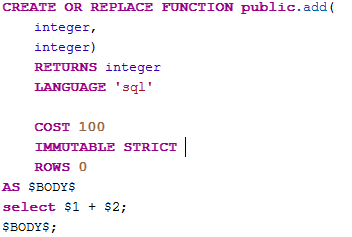 CREATE OR REPLACE FUNCTION public.add(
integer,
integer)
RETURNS integer
LANGUAGE 'sql'
COST 100
IMMUTABLE STRICT
ROWS 0
AS $BODY$
select $1 + $2;
$BODY$;